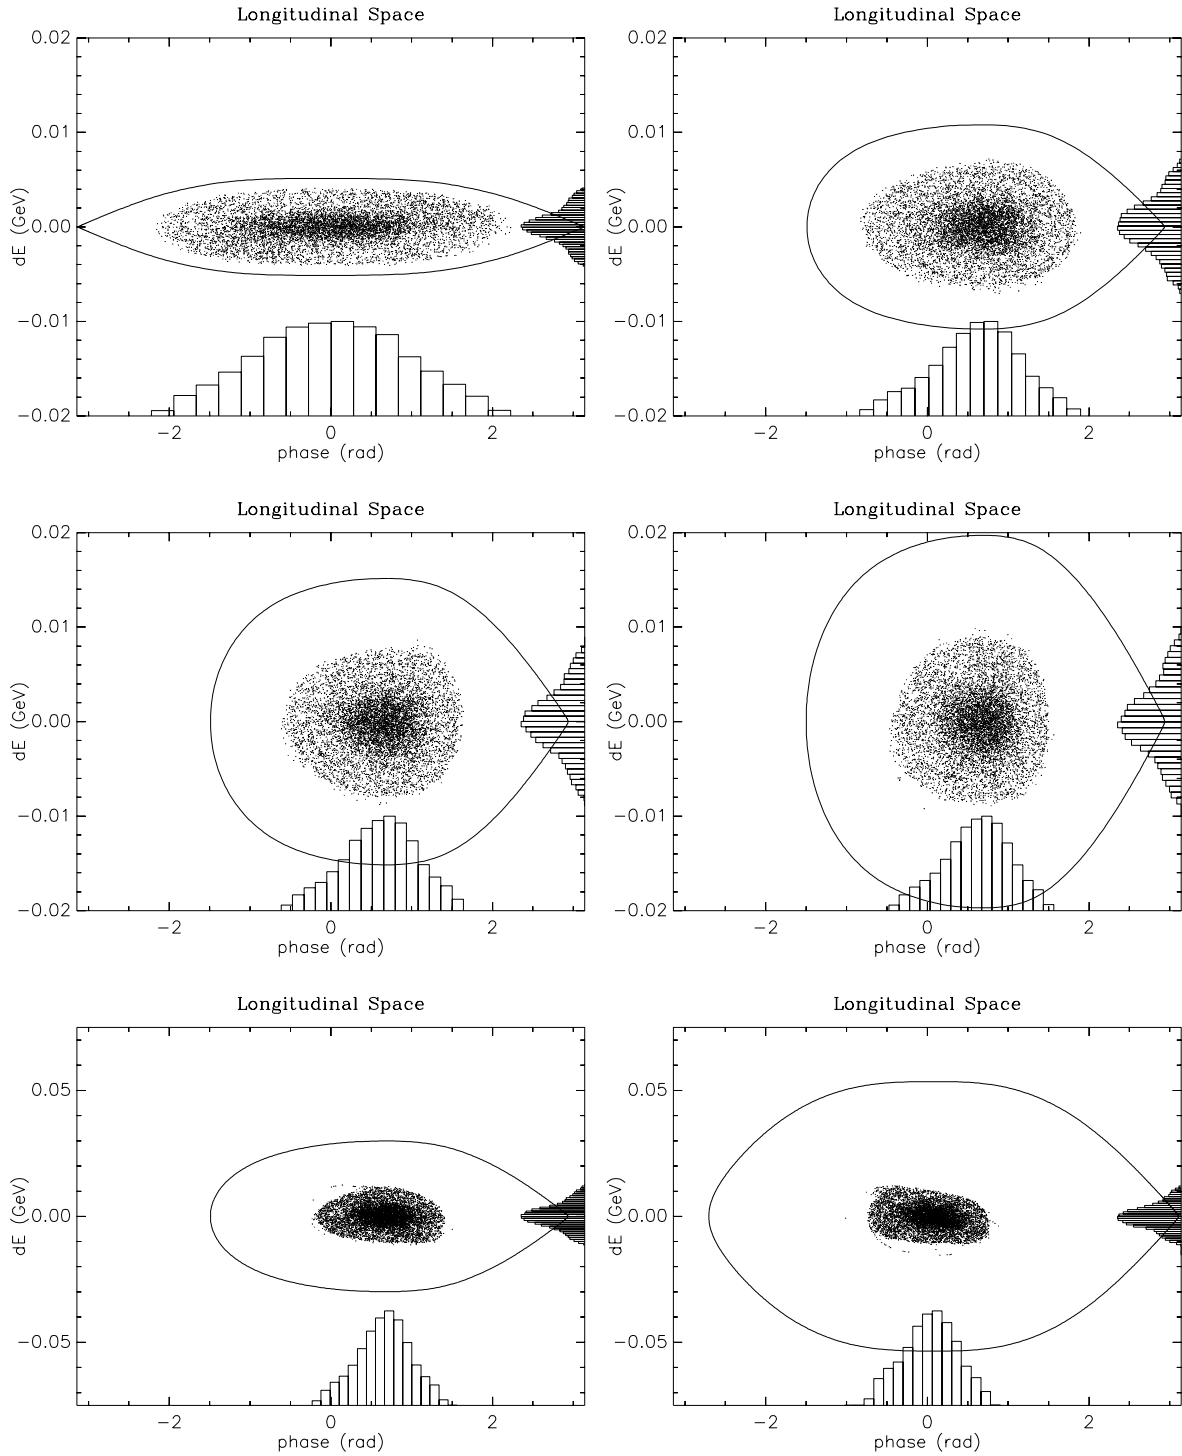 Longitudinal Space
0.02
0.01
0.00
−0.01
−0.02
dE (GeV)
−2 0 2
phase (rad)
Longitudinal Space
0.02
0.01
0.00
−0.01
−0.02
dE (GeV)
−2 0 2
phase (rad)
Longitudinal Space
0.02
0.01
0.00
−0.01
−0.02
dE (GeV)
−2 0 2
phase (rad)
Longitudinal Space
0.02
0.01
0.00
−0.01
−0.02
dE (GeV)
−2 0 2
phase (rad)
Longitudinal Space
0.05
0.00
−0.05
dE (GeV)
−2 0 2
phase (rad)
Longitudinal Space
0.05
0.00
−0.05
dE (GeV)
−2 0 2
phase (rad)